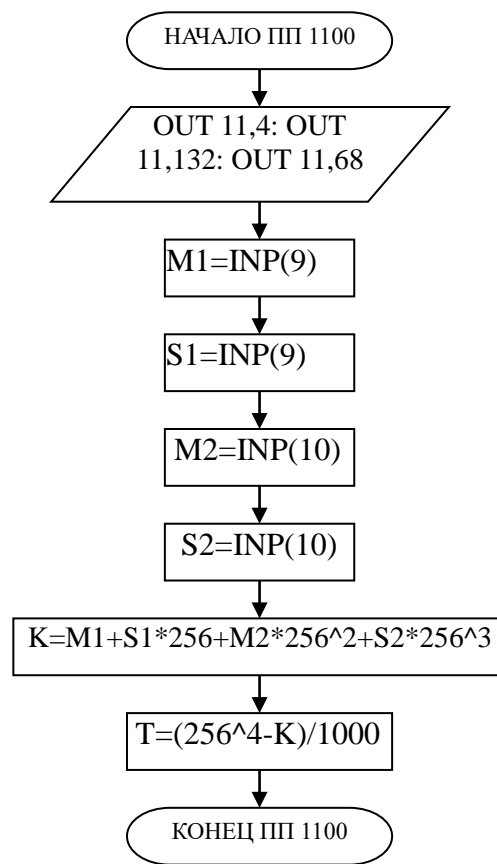 НАЧАЛО ПП 1100
OUT 11,4: OUT
11,132: OUT 11,68
M1=INP(9)
S1=INP(9)
M2=INP(10)
S2=INP(10)
K=M1+S1*256+M2*256^2+S2*256^3
T=(256^4-K)/1000
КОНЕЦ ПП 1100